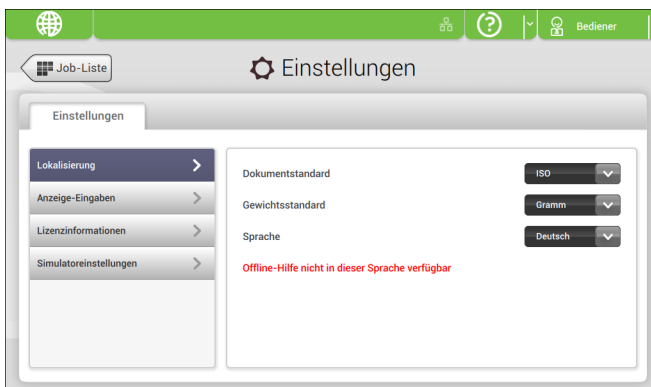 Bediener
Job-Liste
Einstellungen
Einstellungen
Lokalisierung
Anzeige-Eingaben
Lizenzinformationen
Simulatoreinstellungen
Dokumentstandard
ISO
Gewichtsstandard
Gramm
Sprache
Deutsch
Offline-Hilfe nicht in dieser Sprache verfügbar